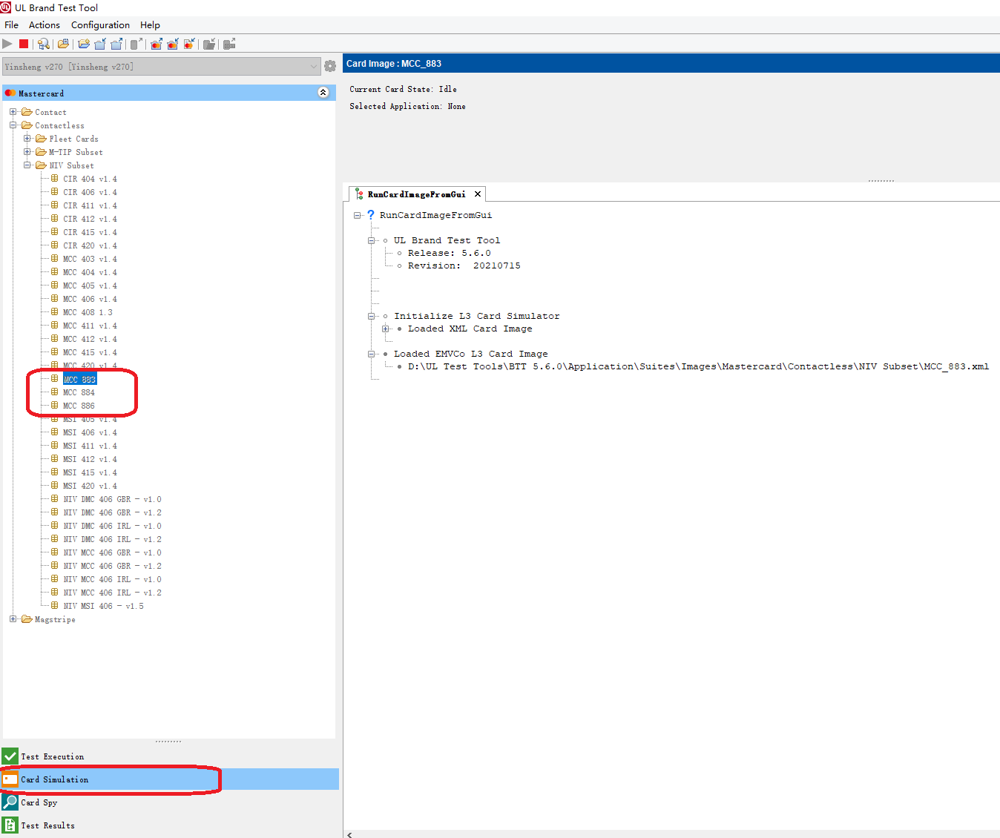 UL Brand Test Tool
File Actions Configuration Help
Yinsheng v270 [Yinsheng v270]
Mastercard
Contact
Contactless
Fleet Cards
M-TIP Subset
NIV Subset
CIR 404 v1.4
CIR 406 v1.4
CIR 411 v1.4
CIR 412 v1.4
CIR 415 v1.4
CIR 420 v1.4
MCC 403 v1.4
MCC 404 v1.4
MCC 405 v1.4
MCC 406 v1.4
MCC 408 1.3
MCC 411 v1.4
MCC 412 v1.4
MCC 415 v1.4
MCC 420 v1.4
MCC 883
MCC 884
MCC 886
MSI 405 v1.4
MSI 406 v1.4
MSI 411 v1.4
MSI 412 v1.4
MSI 415 v1.4
MSI 420 v1.4
NIV DMC 406 GBR - v1.0
NIV DMC 406 GBR - v1.2
NIV DMC 406 IRL - v1.0
NIV DMC 406 IRL - v1.2
NIV MCC 406 GBR - v1.0
NIV MCC 406 GBR - v1.2
NIV MCC 406 IRL - v1.0
NIV MCC 406 IRL - v1.2
NIV MSI 406 - v1.5
Magstripe
Test Execution
Card Simulation
Card Spy
Test Results
Card Image : MCC_883
Current Card State: Idle
Selected Application: None
RunCardImageFromGui
RunCardImageFromGui
UL Brand Test Tool
Release: 5.6.0
Revision: 20210715
Initialize L3 Card Simulator
Loaded XML Card Image
Loaded EMVCo L3 Card Image
D:\UL Test Tools\BTT 5.6.0\Application\Suites\Images\Mastercard\Contactless\NIV Subset\MCC_883.xml